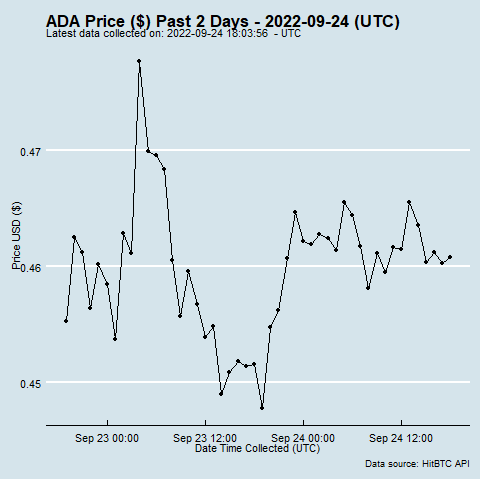 ADA Price ($) Past 2 Days - 2022-09-24 (UTC)
Latest data collected on: 2022-09-24 18:03:56 - UTC
Price USD ($)
0.47
0.46
0.45
Sep 23 00:00 Sep 23 12:00 Sep 24 00:00 Sep 24 12:00
Date Time Collected (UTC)
Data source: HitBTC API